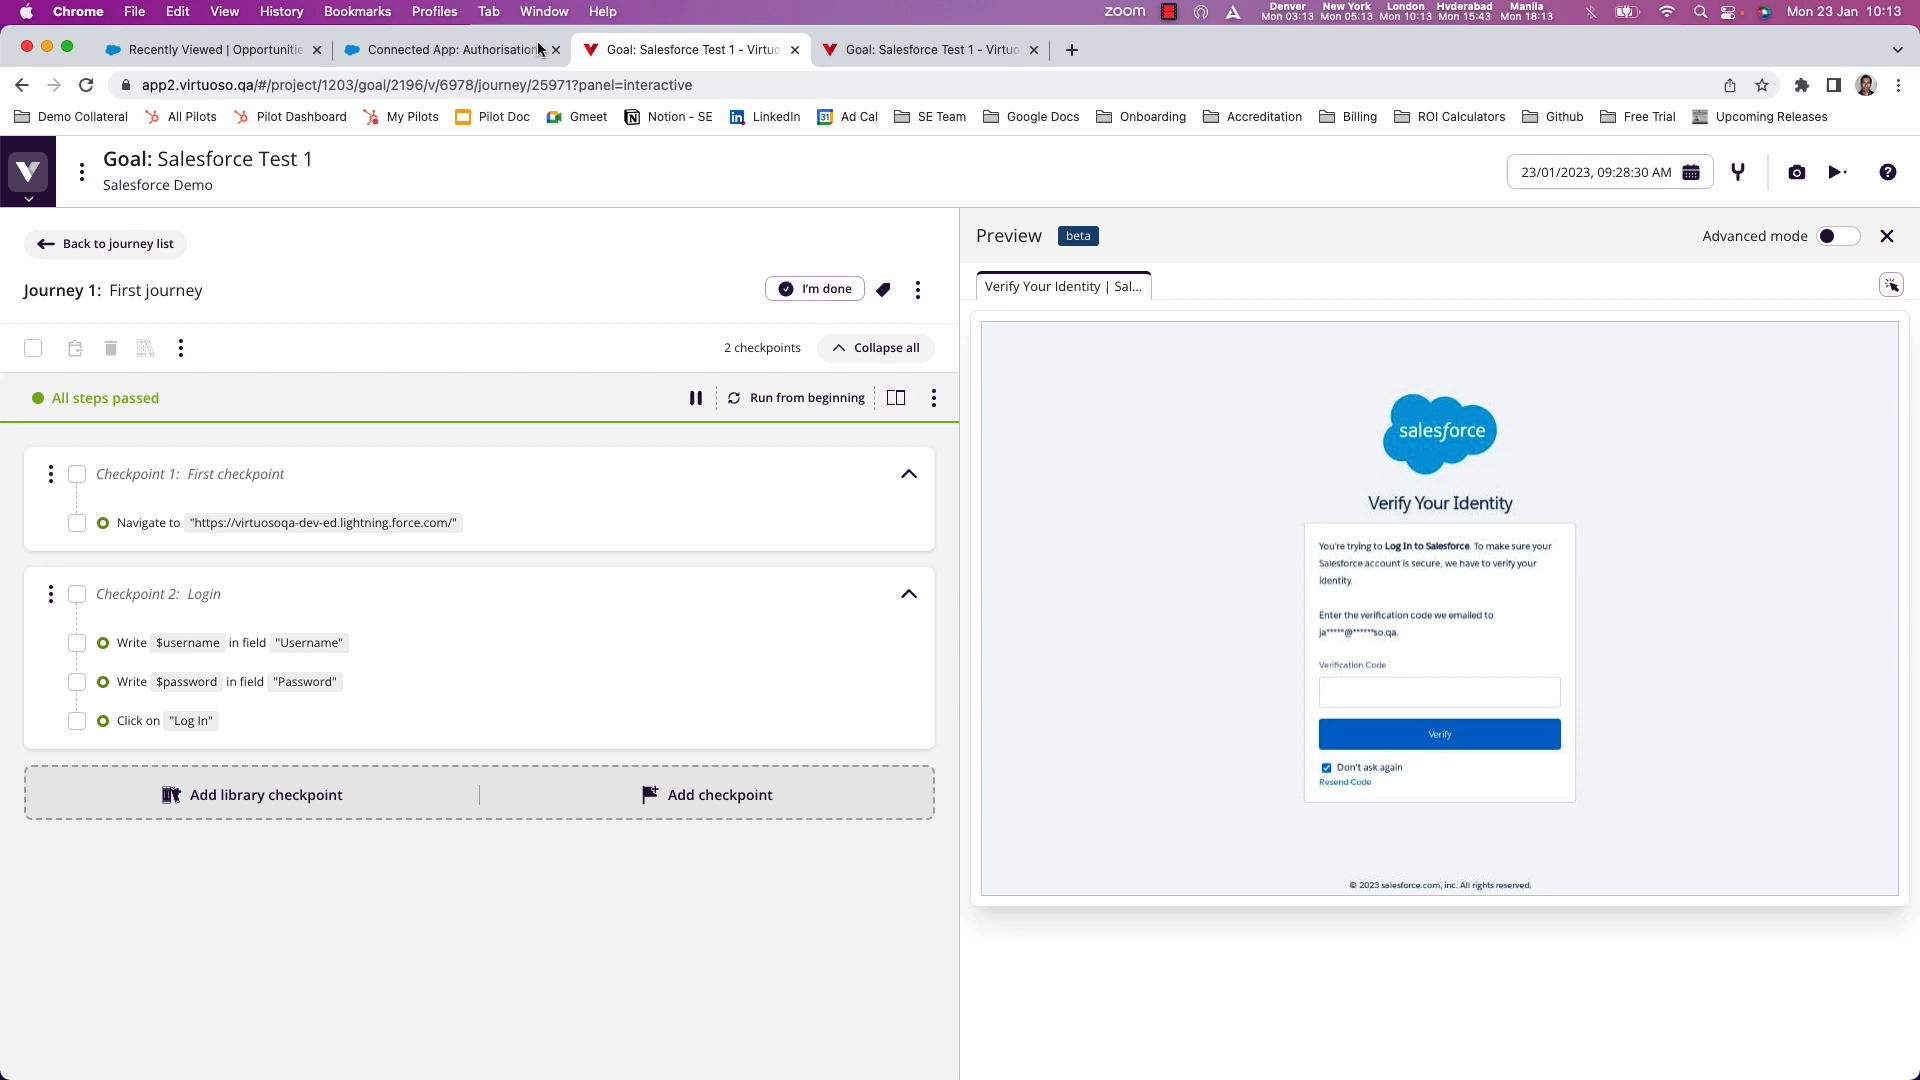 Chrome File Edit View History Bookmarks Profiles Tab Window Help
zoom Denver Mon 03:13 New York Mon 05:13 London Mon 10:13 Hyderabad Mon 15:43 Manila Mon 18:13 Mon 23 Jan 10:13
Recently Viewed | Opportunitie
Connected App: Authorisation
Goal: Salesforce Test 1 - Virtuo
Goal: Salesforce Test 1 - Virtuo
app2.virtuoso.qa/#/project/1203/goal/2196/v/6978/journey/25971?panel=interactive
Demo Collateral All Pilots Pilot Dashboard My Pilots Pilot Doc Gmeet Notion - SE LinkedIn 31 Ad Cal SE Team Google Docs Onboarding Accreditation Billing ROI Calculators Github Free Trial Upcoming Releases
Goal: Salesforce Test 1
Salesforce Demo
23/01/2023, 09:28:30 AM
Back to journey list
Journey 1: First journey
I'm done
2 checkpoints
Collapse all
All steps passed
Run from beginning
Checkpoint 1: First checkpoint
Navigate to "https://virtuosoqa-dev-ed.lightning.force.com/"
Checkpoint 2: Login
Write $username in field "Username"
Write $password in field "Password"
Click on "Log In"
Add library checkpoint
Add checkpoint
Preview beta
Advanced mode
Verify Your Identity | Sal...
salesforce
Verify Your Identity
You're trying to Log In to Salesforce. To make sure your
Salesforce account is secure, we have to verify your
identity.
Enter the verification code we emailed to
ja*****@******so.qa.
Verification Code
Verify
Don't ask again
Resend Code
© 2023 salesforce.com, inc. All rights reserved.